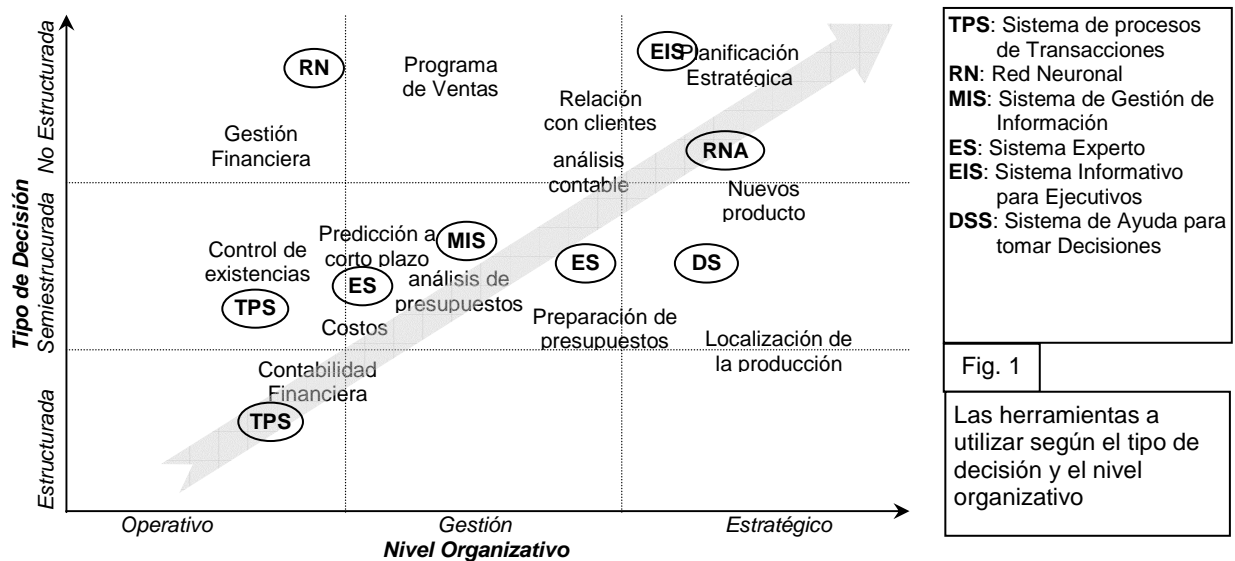 No Estructurada
Semiestrucurada
Estructurada
Tipo de Decisión
RN
Programa
de Ventas
EIS
Planificación
Estratégica
Gestión
Financiera
Relación
con clientes
análisis
contable
RNA
Nuevos
producto
Control de
existencias
Predicción a
corto plazo
MIS
ES
DS
TPS
ES
análisis de
presupuestos
Costos
Preparación de
presupuestos
Localización de
la producción
Contabilidad
Financiera
TPS
Operativo
Gestión
Estratégico
Nivel Organizativo
TPS: Sistema de procesos
de Transacciones
RN: Red Neuronal
MIS: Sistema de Gestión de
Información
ES: Sistema Experto
EIS: Sistema Informativo
para Ejecutivos
DSS: Sistema de Ayuda para
tomar Decisiones
Fig. 1
Las herramientas a
utilizar según el tipo de
decisión y el nivel
organizativo